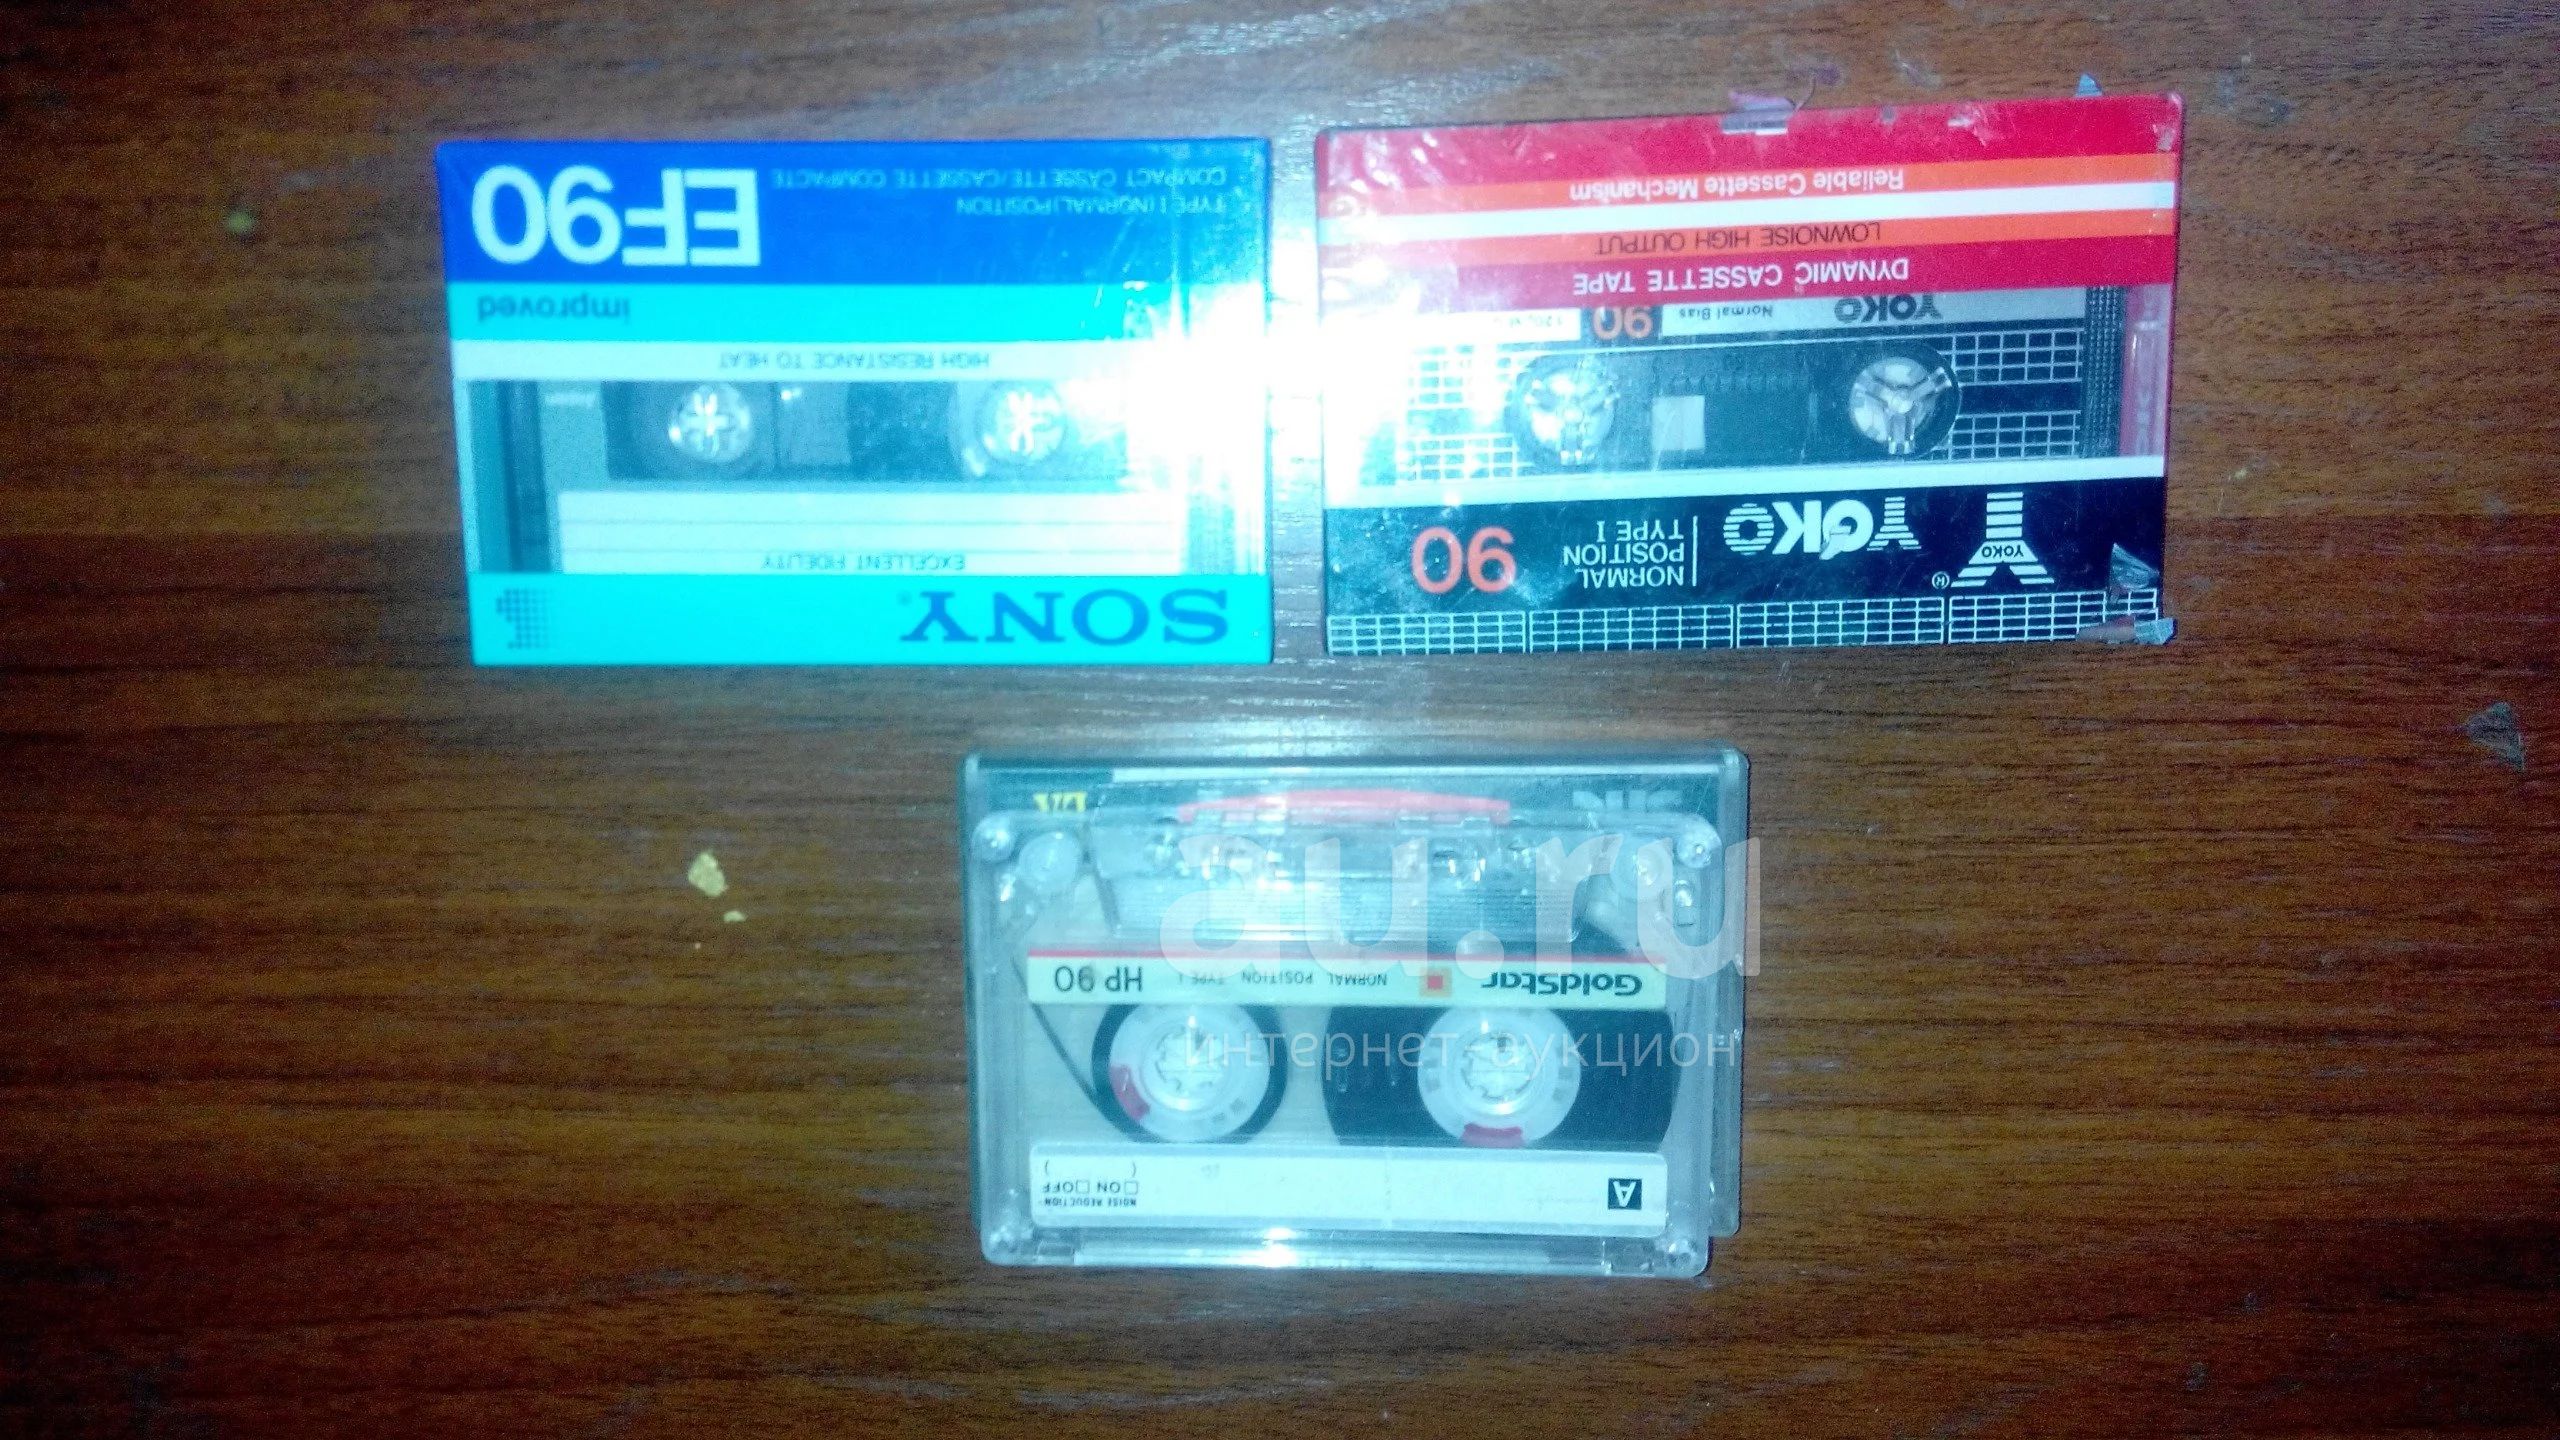 SONY
EXCELLENT FIDELITY
HIGH RESISTANCE TO HEAT
improved
EF90
TYPE I (NORMAL) POSITION
COMPACT CASSETTE/CASSETTE COMPACTE
YOKO ®
YOKO
NORMAL
POSITION
TYPE I
90
YOKO Normal Bias 90
DYNAMIC CASSETTE TAPE
LOWNOISE HIGH OUTPUT
Reliable Cassette Mechanism
A
NOISE REDUCTION
□ON □OFF
( )
GoldStar NORMAL POSITION TYPE I HP 90
au.ru
интернет аукцион